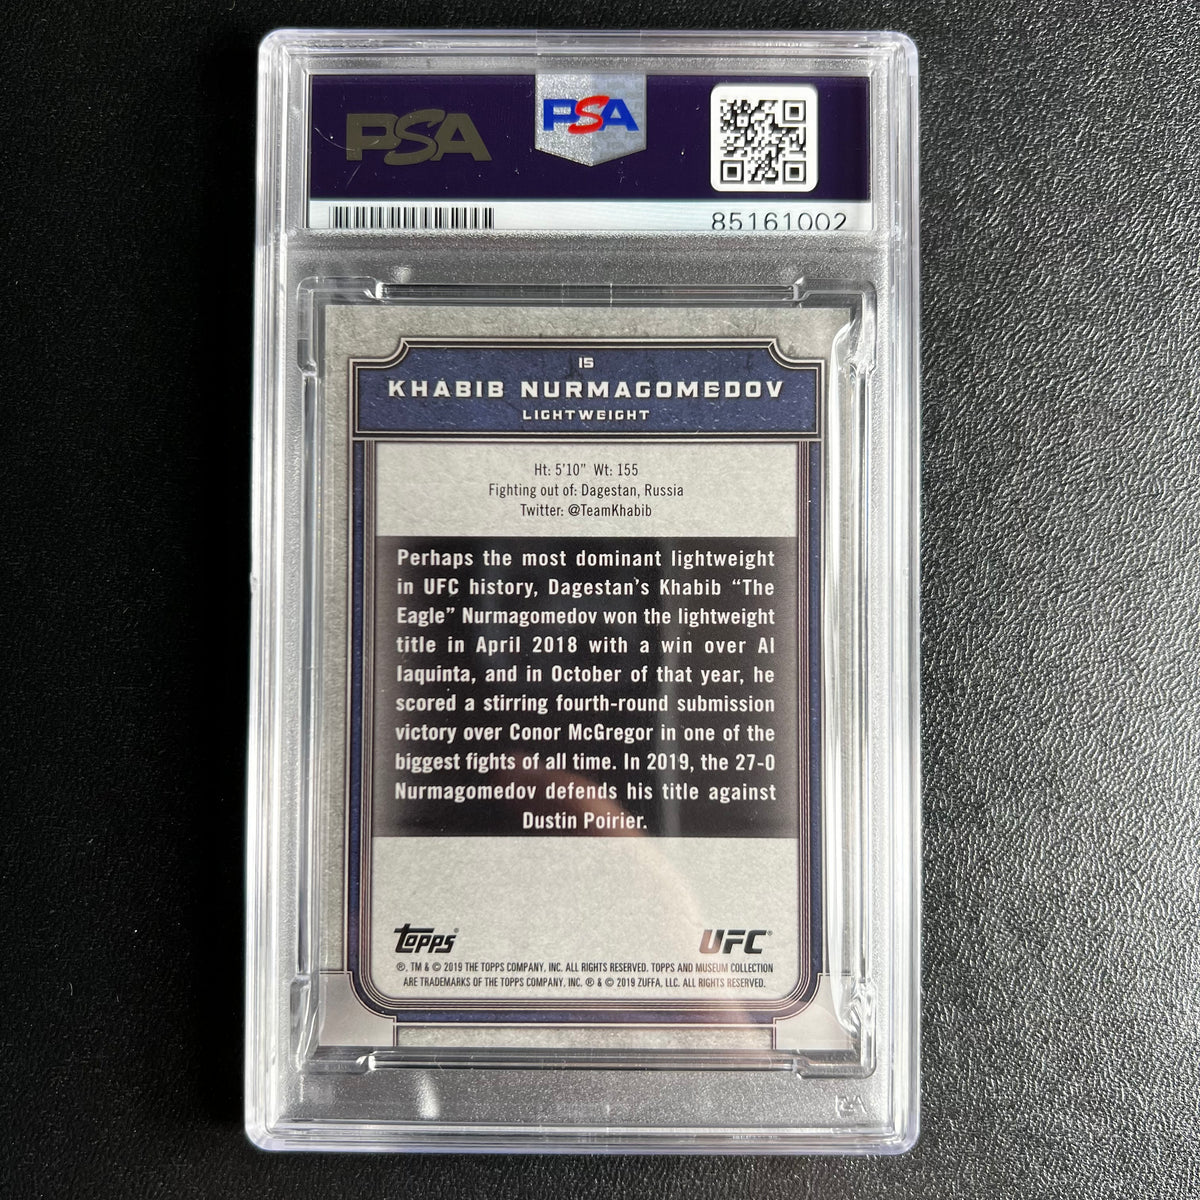 PSA
PSA
85161002
15
KHABIB NURMAGOMEDOV
LIGHTWEIGHT
Ht: 5'10" Wt: 155
Fighting out of: Dagestan, Russia
Twitter: @TeamKhabib
Perhaps the most dominant lightweight
in UFC history, Dagestan's Khabib “The
Eagle” Nurmagomedov won the lightweight
title in April 2018 with a win over Al
Iaquinta, and in October of that year, he
scored a stirring fourth-round submission
victory over Conor McGregor in one of the
biggest fights of all time. In 2019, the 27-0
Nurmagomedov defends his title against
Dustin Poirier.
topps® UFC®
®, TM & © 2019 THE TOPPS COMPANY, INC. ALL RIGHTS RESERVED. TOPPS AND MUSEUM COLLECTION
ARE TRADEMARKS OF THE TOPPS COMPANY, INC. ® & © 2019 ZUFFA, LLC. ALL RIGHTS RESERVED.